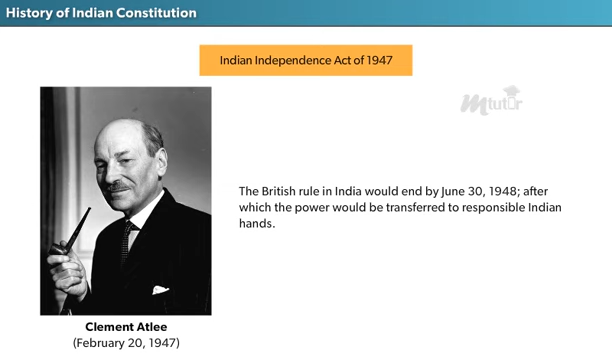 History of Indian Constitution
Indian Independence Act of 1947
mtutor
The British rule in India would end by June 30, 1948; after
which the power would be transferred to responsible Indian
hands.
Clement Atlee
(February 20, 1947)